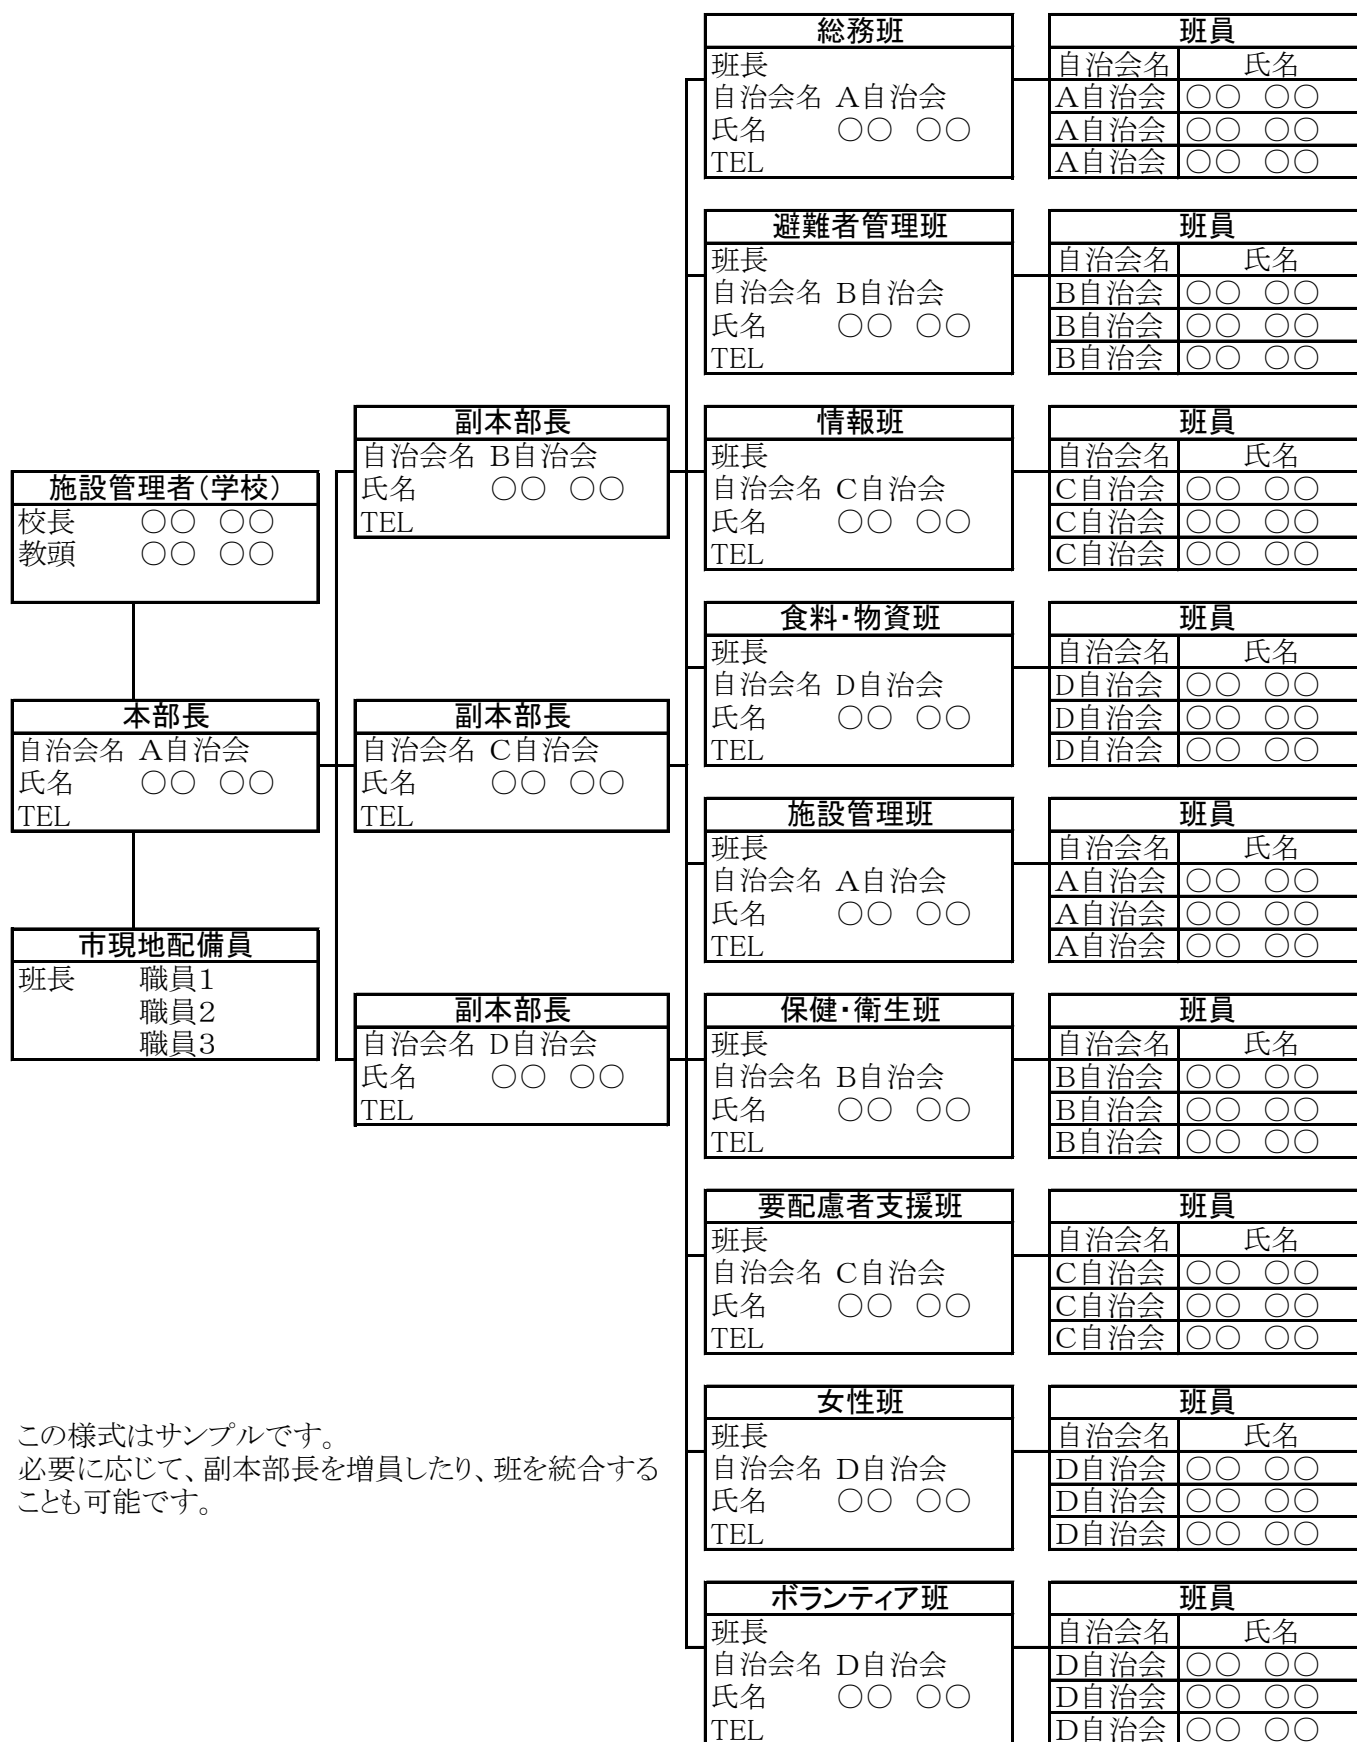 施設管理者（学校）
校長 ○○ ○○
教頭 ○○ ○○
本部長
自治会名 A自治会
氏名 ○○ ○○
TEL
市現地配備員
班長 職員1
職員2
職員3
副本部長
自治会名 B自治会
氏名 ○○ ○○
TEL
副本部長
自治会名 C自治会
氏名 ○○ ○○
TEL
副本部長
自治会名 D自治会
氏名 ○○ ○○
TEL
総務班
班長
自治会名 A自治会
氏名 ○○ ○○
TEL
班員
自治会名 氏名
A自治会 ○○ ○○
A自治会 ○○ ○○
A自治会 ○○ ○○
避難者管理班
班長
自治会名 B自治会
氏名 ○○ ○○
TEL
班員
自治会名 氏名
B自治会 ○○ ○○
B自治会 ○○ ○○
B自治会 ○○ ○○
情報班
班長
自治会名 C自治会
氏名 ○○ ○○
TEL
班員
自治会名 氏名
C自治会 ○○ ○○
C自治会 ○○ ○○
C自治会 ○○ ○○
食料・物資班
班長
自治会名 D自治会
氏名 ○○ ○○
TEL
班員
自治会名 氏名
D自治会 ○○ ○○
D自治会 ○○ ○○
D自治会 ○○ ○○
施設管理班
班長
自治会名 A自治会
氏名 ○○ ○○
TEL
班員
自治会名 氏名
A自治会 ○○ ○○
A自治会 ○○ ○○
A自治会 ○○ ○○
保健・衛生班
班長
自治会名 B自治会
氏名 ○○ ○○
TEL
班員
自治会名 氏名
B自治会 ○○ ○○
B自治会 ○○ ○○
B自治会 ○○ ○○
要配慮者支援班
班長
自治会名 C自治会
氏名 ○○ ○○
TEL
班員
自治会名 氏名
C自治会 ○○ ○○
C自治会 ○○ ○○
C自治会 ○○ ○○
女性班
班長
自治会名 D自治会
氏名 ○○ ○○
TEL
班員
自治会名 氏名
D自治会 ○○ ○○
D自治会 ○○ ○○
D自治会 ○○ ○○
ボランティア班
班長
自治会名 D自治会
氏名 ○○ ○○
TEL
班員
自治会名 氏名
D自治会 ○○ ○○
D自治会 ○○ ○○
D自治会 ○○ ○○
この様式はサンプルです。
必要に応じて、副本部長を増員したり、班を統合する
ことも可能です。